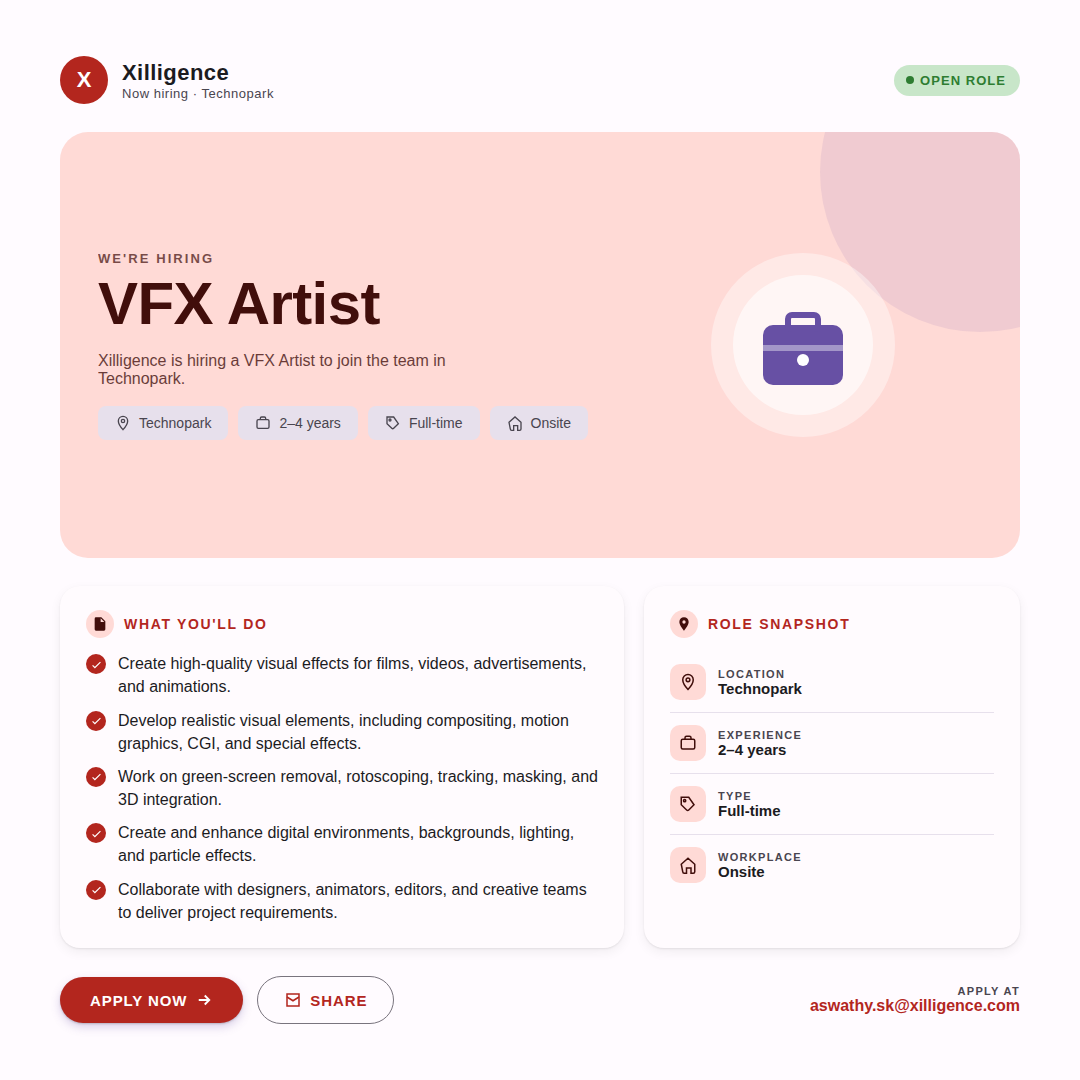 X
Xilligence
Now hiring · Technopark
OPEN ROLE
WE'RE HIRING
VFX Artist
Xilligence is hiring a VFX Artist to join the team in
Technopark.
Technopark
2–4 years
Full-time
Onsite
WHAT YOU'LL DO
Create high-quality visual effects for films, videos, advertisements,
and animations.
Develop realistic visual elements, including compositing, motion
graphics, CGI, and special effects.
Work on green-screen removal, rotoscoping, tracking, masking, and
3D integration.
Create and enhance digital environments, backgrounds, lighting,
and particle effects.
Collaborate with designers, animators, editors, and creative teams
to deliver project requirements.
ROLE SNAPSHOT
LOCATION
Technopark
EXPERIENCE
2–4 years
TYPE
Full-time
WORKPLACE
Onsite
APPLY NOW
SHARE
APPLY AT
aswathy.sk@xilligence.com